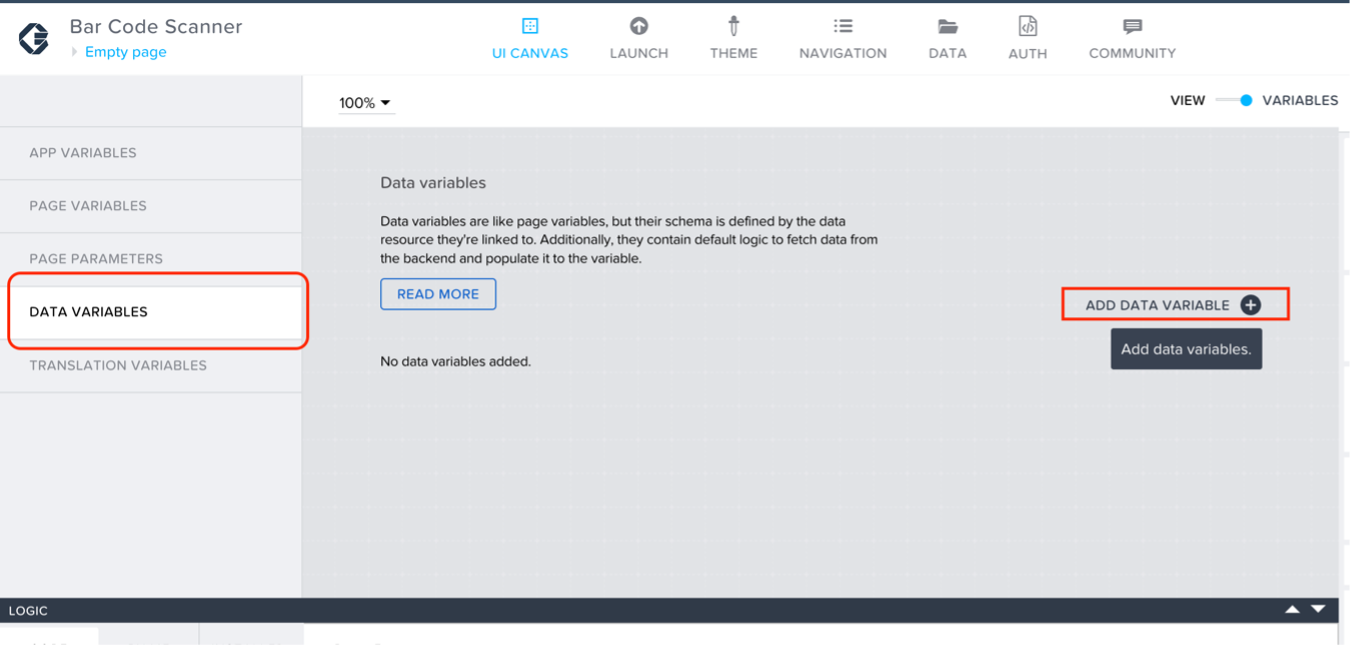 Bar Code Scanner
Empty page
UI CANVAS
LAUNCH
THEME
NAVIGATION
DATA
AUTH
COMMUNITY
100%
VIEW
VARIABLES
APP VARIABLES
PAGE VARIABLES
PAGE PARAMETERS
DATA VARIABLES
TRANSLATION VARIABLES
Data variables
Data variables are like page variables, but their schema is defined by the data
resource they're linked to. Additionally, they contain default logic to fetch data from
the backend and populate it to the variable.
READ MORE
ADD DATA VARIABLE
Add data variables.
No data variables added.
LOGIC